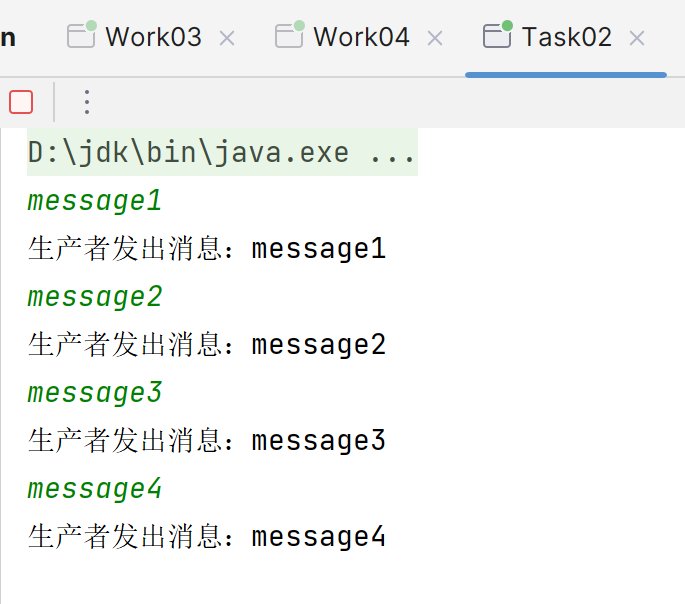 n Work03 Work04 Task02
D:\jdk\bin\java.exe ...
message1
生产者发出消息：message1
message2
生产者发出消息：message2
message3
生产者发出消息：message3
message4
生产者发出消息：message4